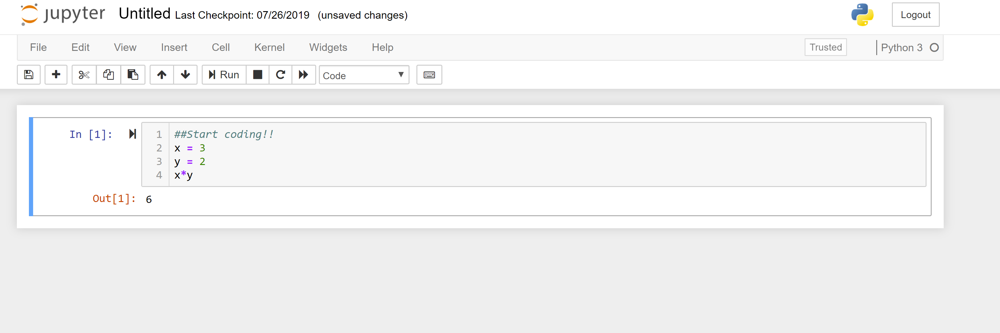 jupyter Untitled Last Checkpoint: 07/26/2019 (unsaved changes) Logout
File Edit View Insert Cell Kernel Widgets Help Trusted Python 3
Run Code
In [1]: 1 ##Start coding!!
2 x = 3
3 y = 2
4 x*y
Out[1]: 6